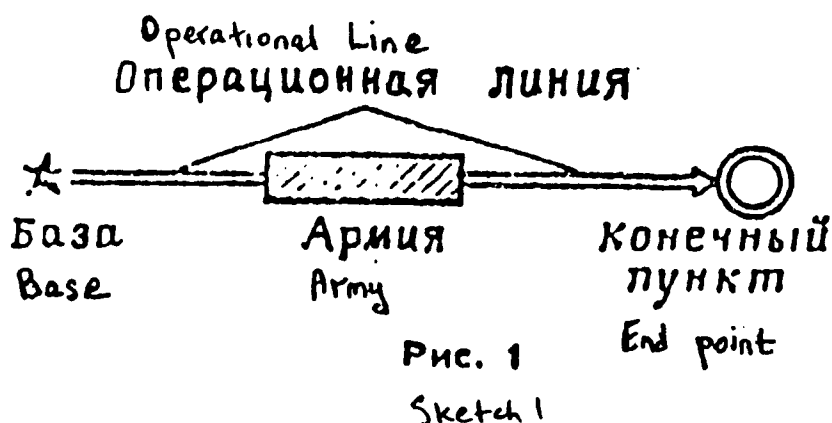 Operational Line
Операционная линия
База
Base
Армия
Army
Конечный
пункт
End point
Рис. 1
Sketch 1